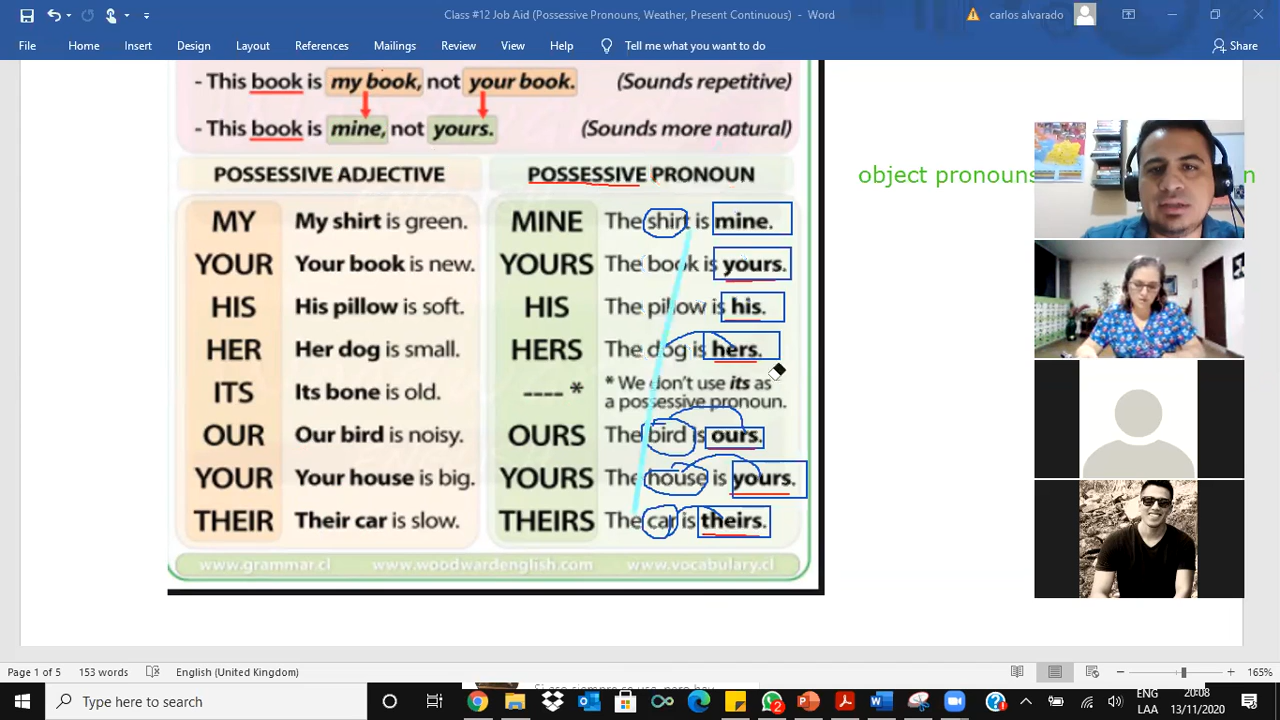 Class #12 Job Aid (Possessive Pronouns, Weather, Present Continuous) - Word
carlos alvarado
File Home Insert Design Layout References Mailings Review View Help Tell me what you want to do Share
- This book is my book, not your book. (Sounds repetitive)
- This book is mine, not yours. (Sounds more natural)
POSSESSIVE ADJECTIVE POSSESSIVE PRONOUN
object pronouns
MY My shirt is green. MINE The shirt is mine.
YOUR Your book is new. YOURS The book is yours.
HIS His pillow is soft. HIS The pillow is his.
HER Her dog is small. HERS The dog is hers.
ITS Its bone is old. ---- * * We don't use its as
a possessive pronoun.
OUR Our bird is noisy. OURS The bird is ours.
YOUR Your house is big. YOURS The house is yours.
THEIR Their car is slow. THEIRS The car is theirs.
www.grammar.cl www.woodwardenglish.com www.vocabulary.cl
Page 1 of 5 153 words English (United Kingdom) 165%
Type here to search
2
ENG 20:08
LAA 13/11/2020